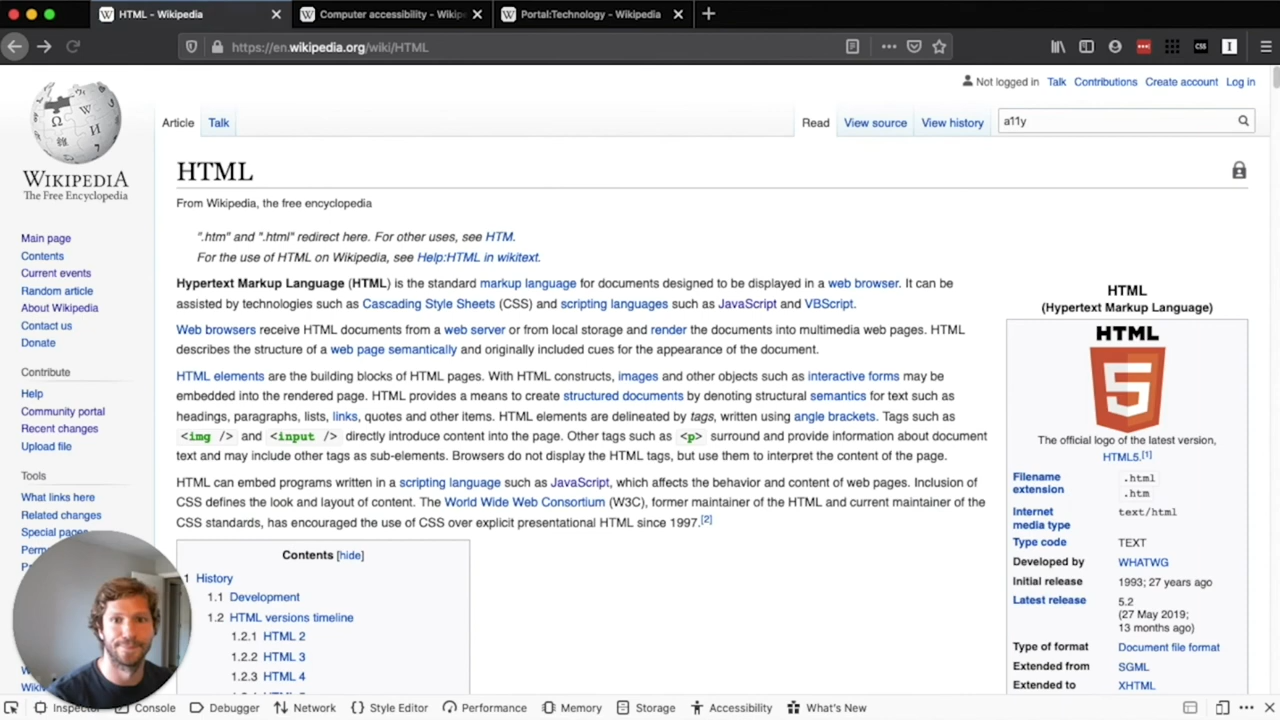 HTML – Wikipedia
Computer accessibility - Wikip
Portal:Technology - Wikipedia
https://en.wikipedia.org/wiki/HTML
WIKIPEDIA
The Free Encyclopedia
Not logged in Talk Contributions Create account Log in
Article Talk
Read View source View history
a11y
HTML
From Wikipedia, the free encyclopedia
".htm" and ".html" redirect here. For other uses, see HTM.
For the use of HTML on Wikipedia, see Help:HTML in wikitext.
Hypertext Markup Language (HTML) is the standard markup language for documents designed to be displayed in a web browser. It can be
assisted by technologies such as Cascading Style Sheets (CSS) and scripting languages such as JavaScript and VBScript.
Web browsers receive HTML documents from a web server or from local storage and render the documents into multimedia web pages. HTML
describes the structure of a web page semantically and originally included cues for the appearance of the document.
HTML elements are the building blocks of HTML pages. With HTML constructs, images and other objects such as interactive forms may be
embedded into the rendered page. HTML provides a means to create structured documents by denoting structural semantics for text such as
headings, paragraphs, lists, links, quotes and other items. HTML elements are delineated by tags, written using angle brackets. Tags such as
<img /> and <input /> directly introduce content into the page. Other tags such as <p> surround and provide information about document
text and may include other tags as sub-elements. Browsers do not display the HTML tags, but use them to interpret the content of the page.
HTML can embed programs written in a scripting language such as JavaScript, which affects the behavior and content of web pages. Inclusion of
CSS defines the look and layout of content. The World Wide Web Consortium (W3C), former maintainer of the HTML and current maintainer of the
CSS standards, has encouraged the use of CSS over explicit presentational HTML since 1997.[2]
Contents [hide]
1 History
1.1 Development
1.2 HTML versions timeline
1.2.1 HTML 2
1.2.2 HTML 3
1.2.3 HTML 4
Main page
Contents
Current events
Random article
About Wikipedia
Contact us
Donate
Contribute
Help
Community portal
Recent changes
Upload file
Tools
What links here
Related changes
Special page
HTML
(Hypertext Markup Language)
HTML
5
The official logo of the latest version,
HTML5.[1]
Filename extension .html
.htm
Internet media type text/html
Type code TEXT
Developed by WHATWG
Initial release 1993; 27 years ago
Latest release 5.2
(27 May 2019;
13 months ago)
Type of format Document file format
Extended from SGML
Extended to XHTML
Inspector Console Debugger Network Style Editor Performance Memory Storage Accessibility What's New